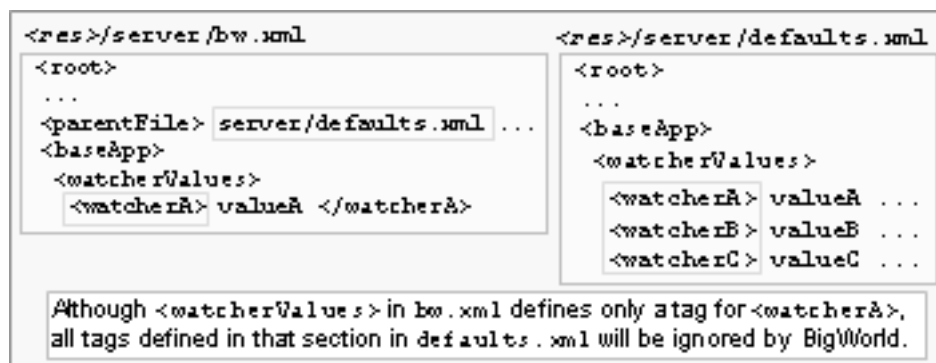 <res>/server/bw.xml
<root>
...
<parentFile> server/defaults.xml ...
<baseApp>
<watcherValues>
<watcherA> valueA </watcherA>
<res>/server/defaults.xml
<root>
...
<baseApp>
<watcherValues>
<watcherA> valueA ...
<watcherB> valueB ...
<watcherC> valueC ...
Although <watcherValues> in bw.xml defines only a tag for <watcherA>,
all tags defined in that section in defaults.xml will be ignored by BigWorld.